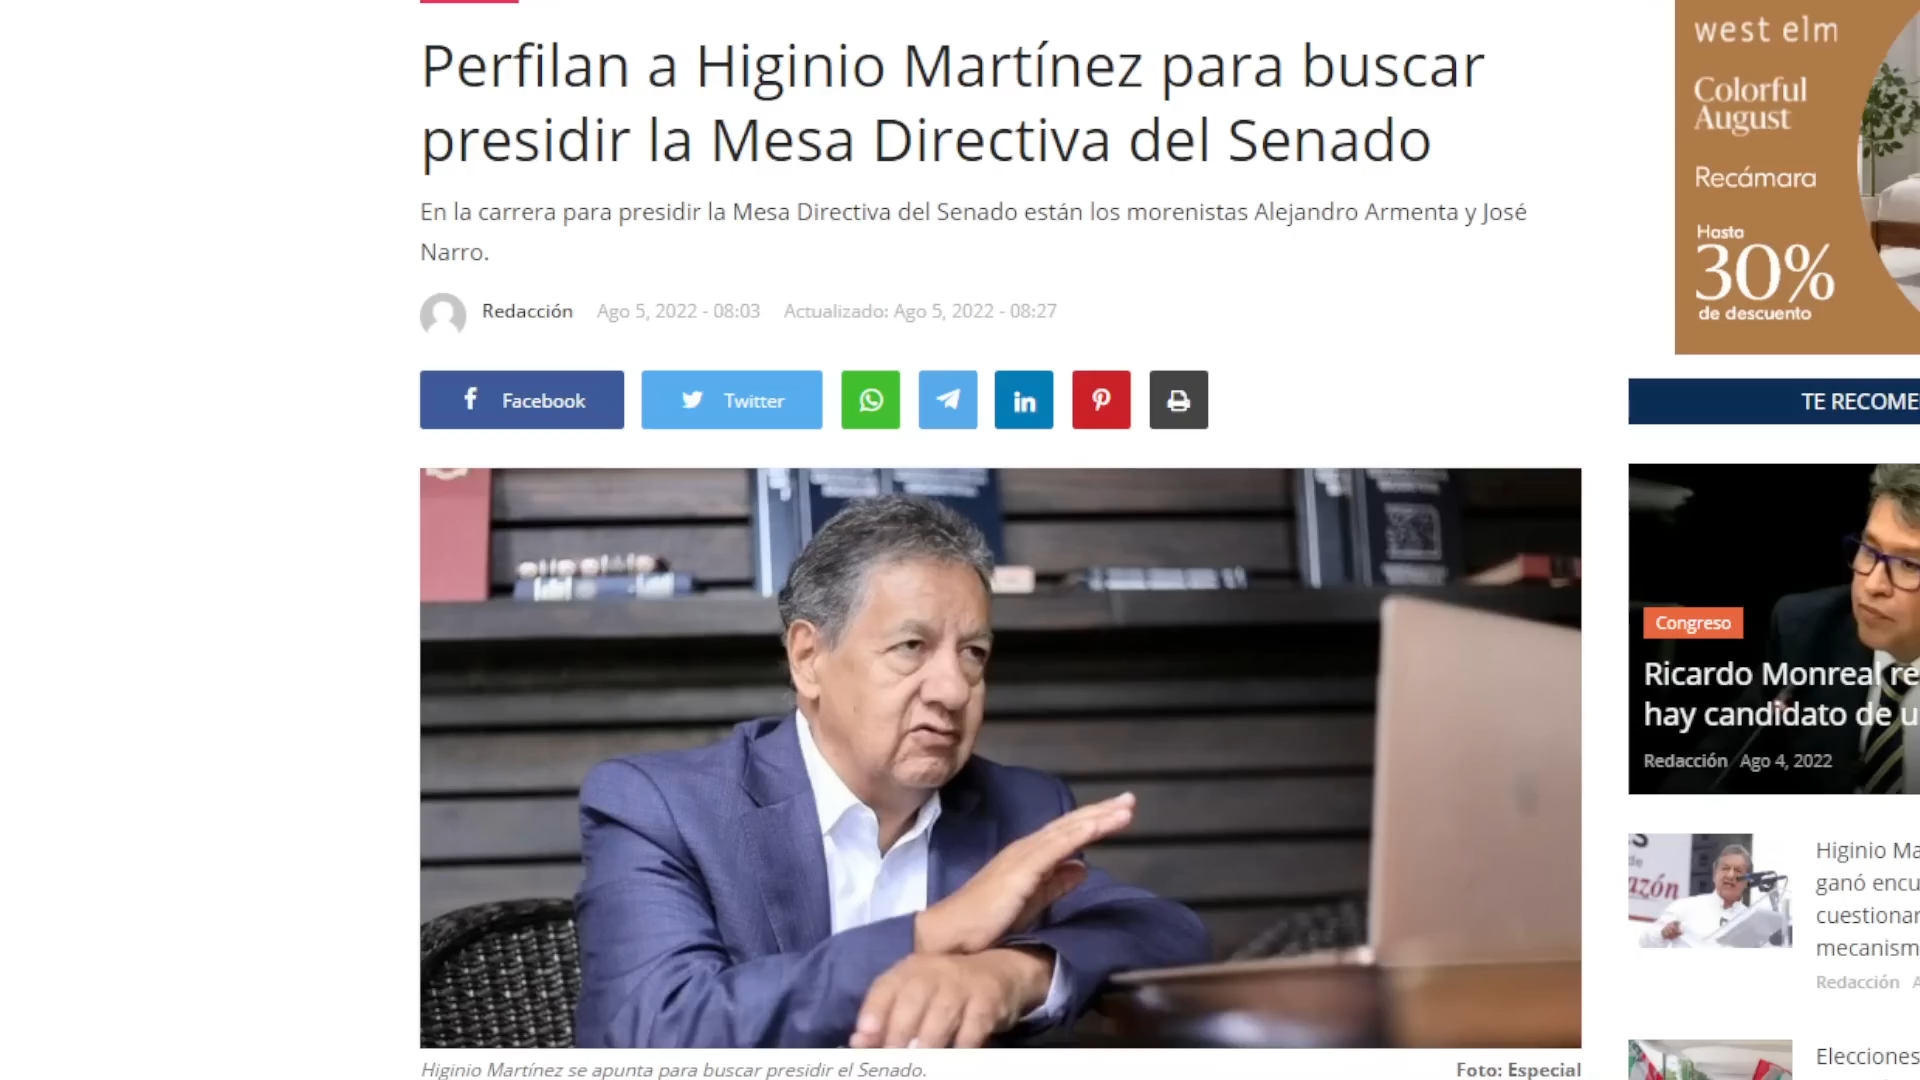 Perfilan a Higinio Martínez para buscar
presidir la Mesa Directiva del Senado
En la carrera para presidir la Mesa Directiva del Senado están los morenistas Alejandro Armenta y José
Narro.
Redacción Ago 5, 2022 - 08:03 Actualizado: Ago 5, 2022 - 08:27
Facebook
Twitter
Higinio Martínez se apunta para buscar presidir el Senado.
Foto: Especial
west elm
Colorful
August
Recámara
Hasta
30%
de descuento
TE RECOME
Congreso
Ricardo Monreal re
hay candidato de u
Redacción Ago 4, 2022
Higinio Ma
ganó encu
cuestionar
mecanism
Redacción A
Elecciones